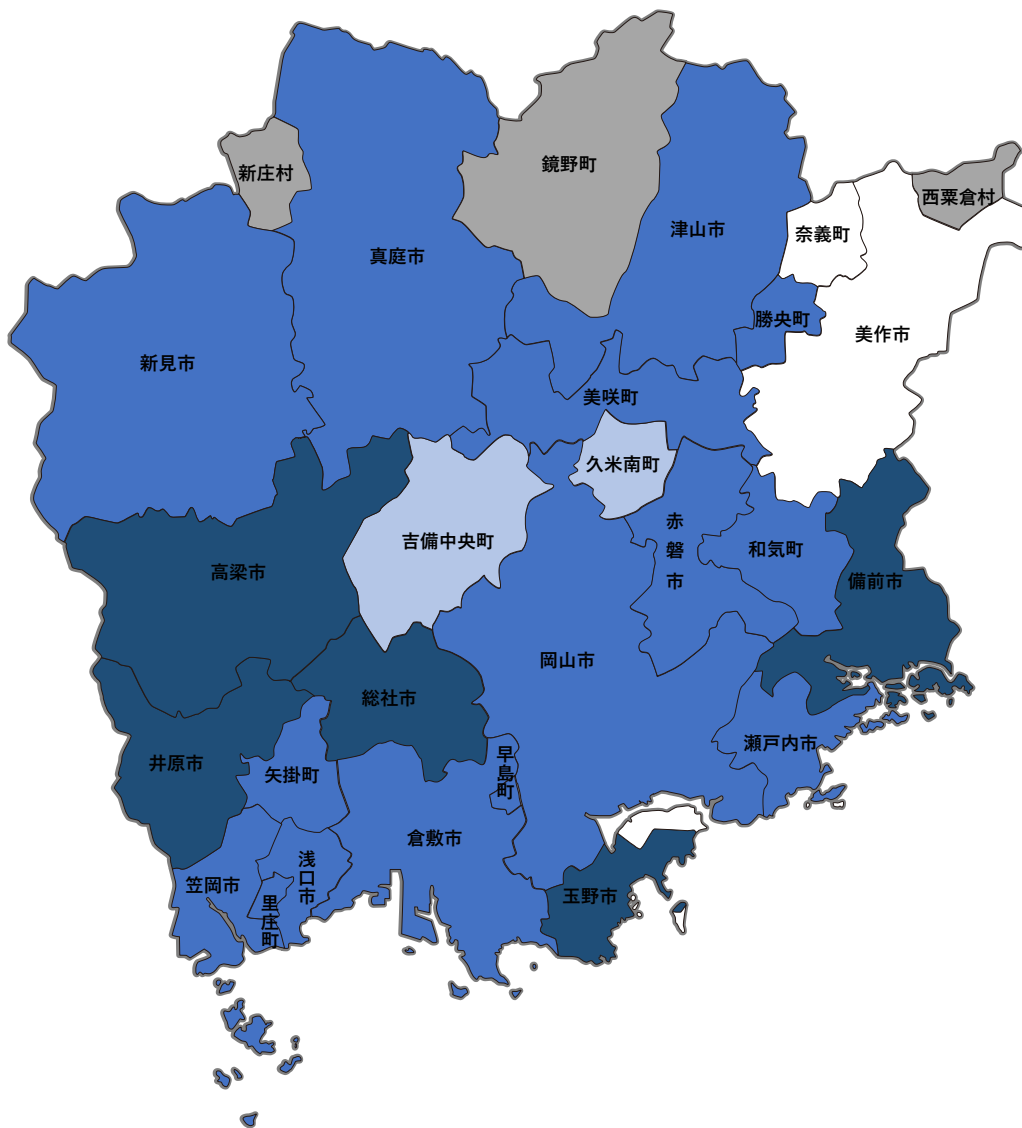 鏡野町
新庄村
西粟倉村
津山市
奈義町
真庭市
勝央町
美作市
新見市
美咲町
久米南町
赤磐市
吉備中央町
和気町
高梁市
備前市
岡山市
総社市
瀬戸内市
井原市
早島町
矢掛町
倉敷市
浅口市
笠岡市
玉野市
里庄町